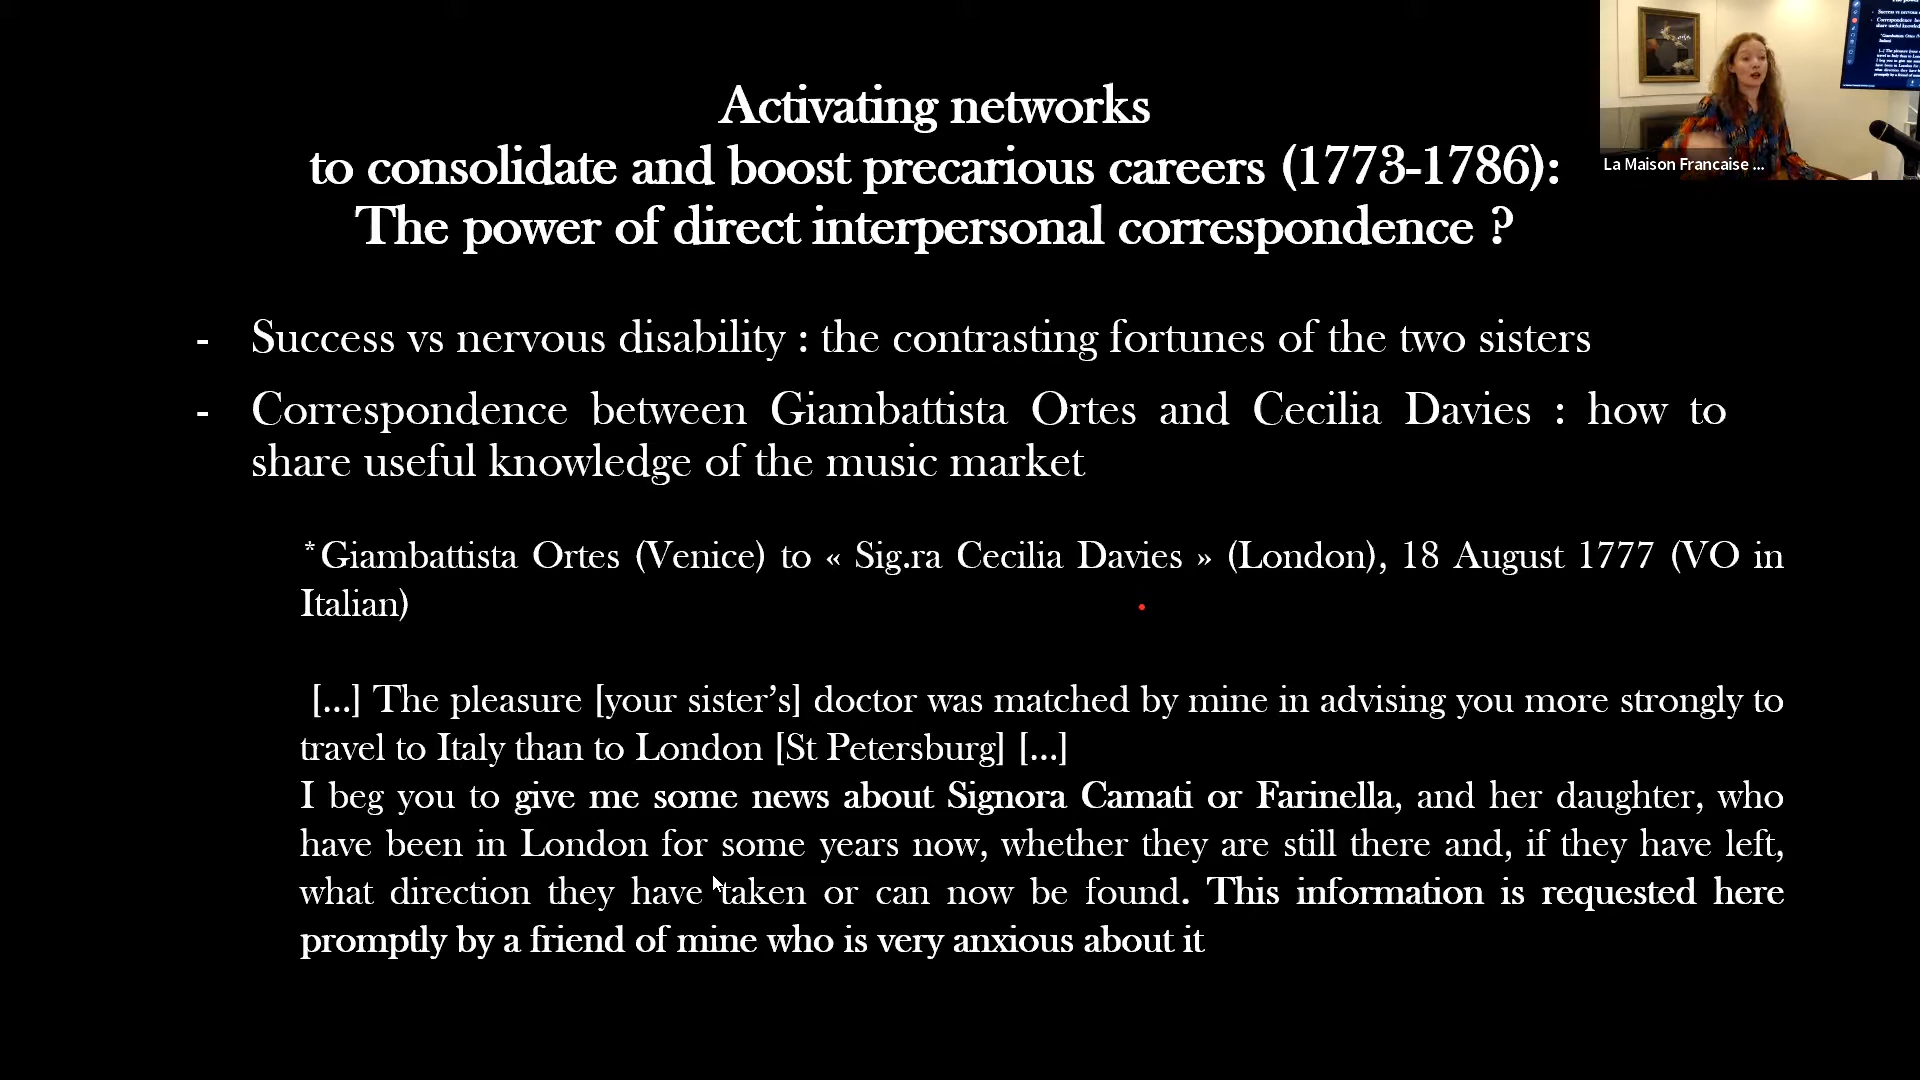 Activating networks
to consolidate and boost precarious careers (1773-1786):
The power of direct interpersonal correspondence ?
La Maison Francaise ...
- Success vs nervous disability : the contrasting fortunes of the two sisters
- Correspondence between Giambattista Ortes and Cecilia Davies : how to
share useful knowledge of the music market
*Giambattista Ortes (Venice) to « Sig.ra Cecilia Davies » (London), 18 August 1777 (VO in
Italian)
[...] The pleasure [your sister’s] doctor was matched by mine in advising you more strongly to
travel to Italy than to London [St Petersburg] [...]
I beg you to give me some news about Signora Camati or Farinella, and her daughter, who
have been in London for some years now, whether they are still there and, if they have left,
what direction they have taken or can now be found. This information is requested here
promptly by a friend of mine who is very anxious about it